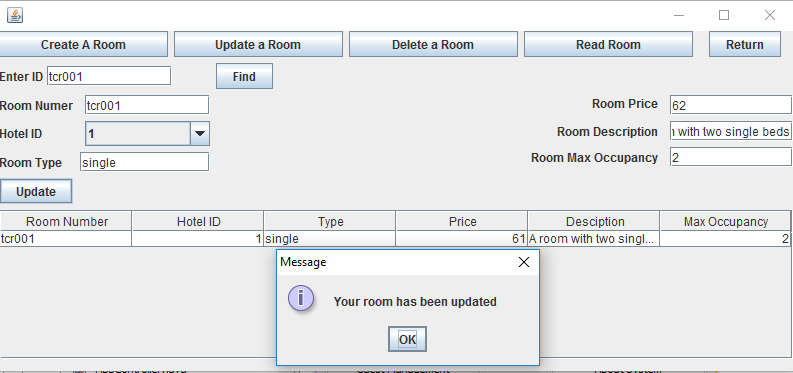 Create A Room Update a Room Delete a Room Read Room Return
Enter ID tcr001 Find
Room Numer tcr001 Room Price 62
Hotel ID 1 Room Description with two single beds
Room Type single Room Max Occupancy 2
Update
Room Number Hotel ID Type Price Desciption Max Occupancy
tcr001 1 single 61 A room with two singl... 2
Message
Your room has been updated
OK